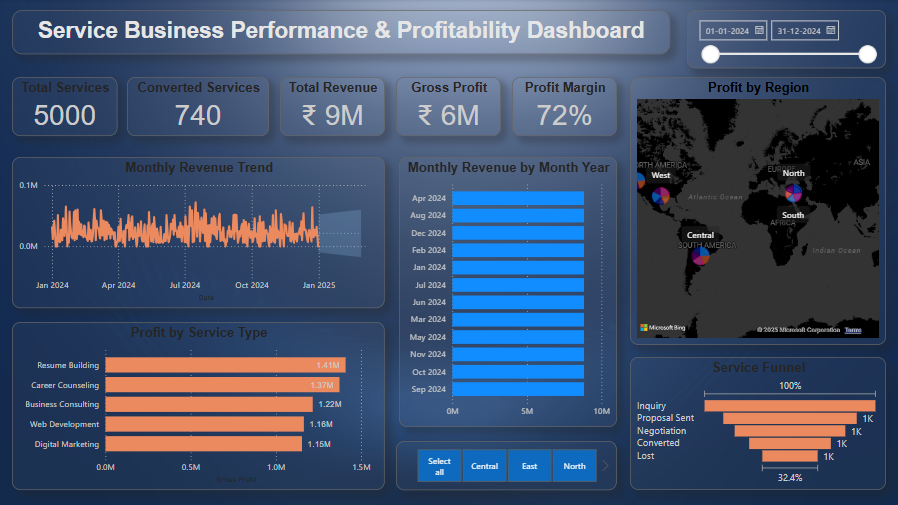 Service Business Performance & Profitability Dashboard
01-01-2024
31-12-2024
Total Services
5000
Converted Services
740
Total Revenue
₹ 9M
Gross Profit
₹ 6M
Profit Margin
72%
Monthly Revenue Trend
0.1M
0.0M
Jan 2024
Apr 2024
Jul 2024
Oct 2024
Jan 2025
Date
Profit by Service Type
Resume Building
1.41M
Career Counseling
1.37M
Business Consulting
1.22M
Web Development
1.16M
Digital Marketing
1.15M
0.0M
0.5M
1.0M
1.5M
Gross Profit
Monthly Revenue by Month Year
Apr 2024
Aug 2024
Dec 2024
Feb 2024
Jan 2024
Jul 2024
Jun 2024
Mar 2024
May 2024
Nov 2024
Oct 2024
Sep 2024
0M
5M
10M
Select all
Central
East
North
Profit by Region
RTH AMERICA
West
EUROPE
North
ASIA
Atlantic Ocean
South
AFRICA
Central
SOUTH AMERICA
Indian Ocean
Microsoft Bing
© 2025 Microsoft Corporation
Terms
Service Funnel
100%
Inquiry
Proposal Sent
1K
Negotiation
1K
Converted
1K
Lost
1K
32.4%